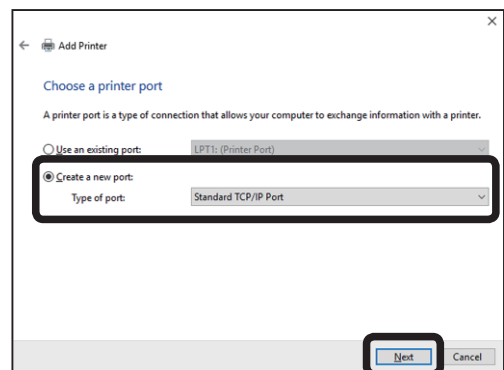 Add Printer
Choose a printer port
A printer port is a type of connection that allows your computer to exchange information with a printer.
Use an existing port: LPT1: (Printer Port)
Create a new port:
Type of port: Standard TCP/IP Port
Next Cancel